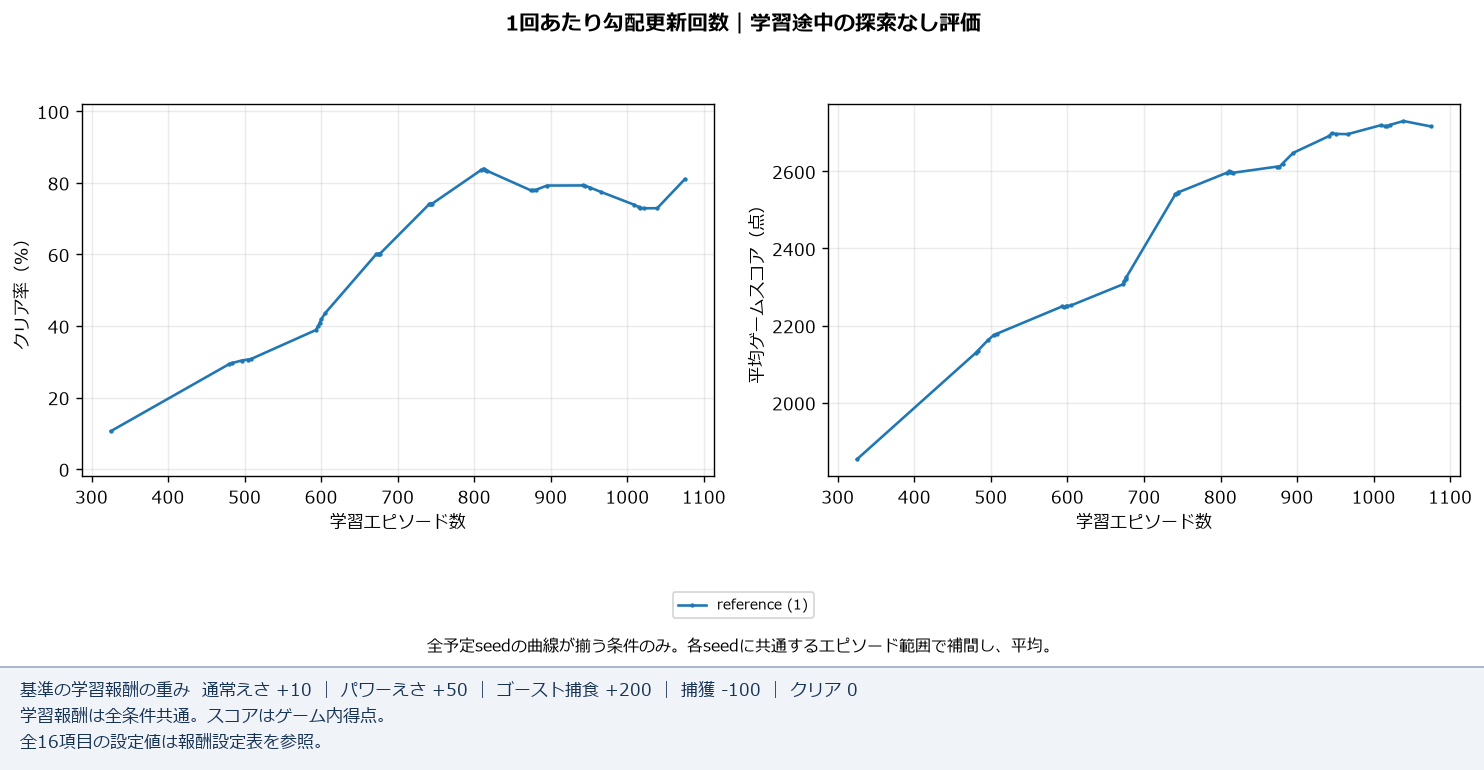 1回あたり勾配更新回数｜学習途中の探索なし評価
クリア率（%）
100
80
60
40
20
0
300 400 500 600 700 800 900 1000 1100
学習エピソード数
平均ゲームスコア（点）
2600
2400
2200
2000
300 400 500 600 700 800 900 1000 1100
学習エピソード数
reference (1)
全予定seedの曲線が揃う条件のみ。各seedに共通するエピソード範囲で補間し、平均。
基準の学習報酬の重み 通常えさ +10 ｜ パワーえさ +50 ｜ ゴースト捕食 +200 ｜ 捕獲 -100 ｜ クリア 0
学習報酬は全条件共通。スコアはゲーム内得点。
全16項目の設定値は報酬設定表を参照。